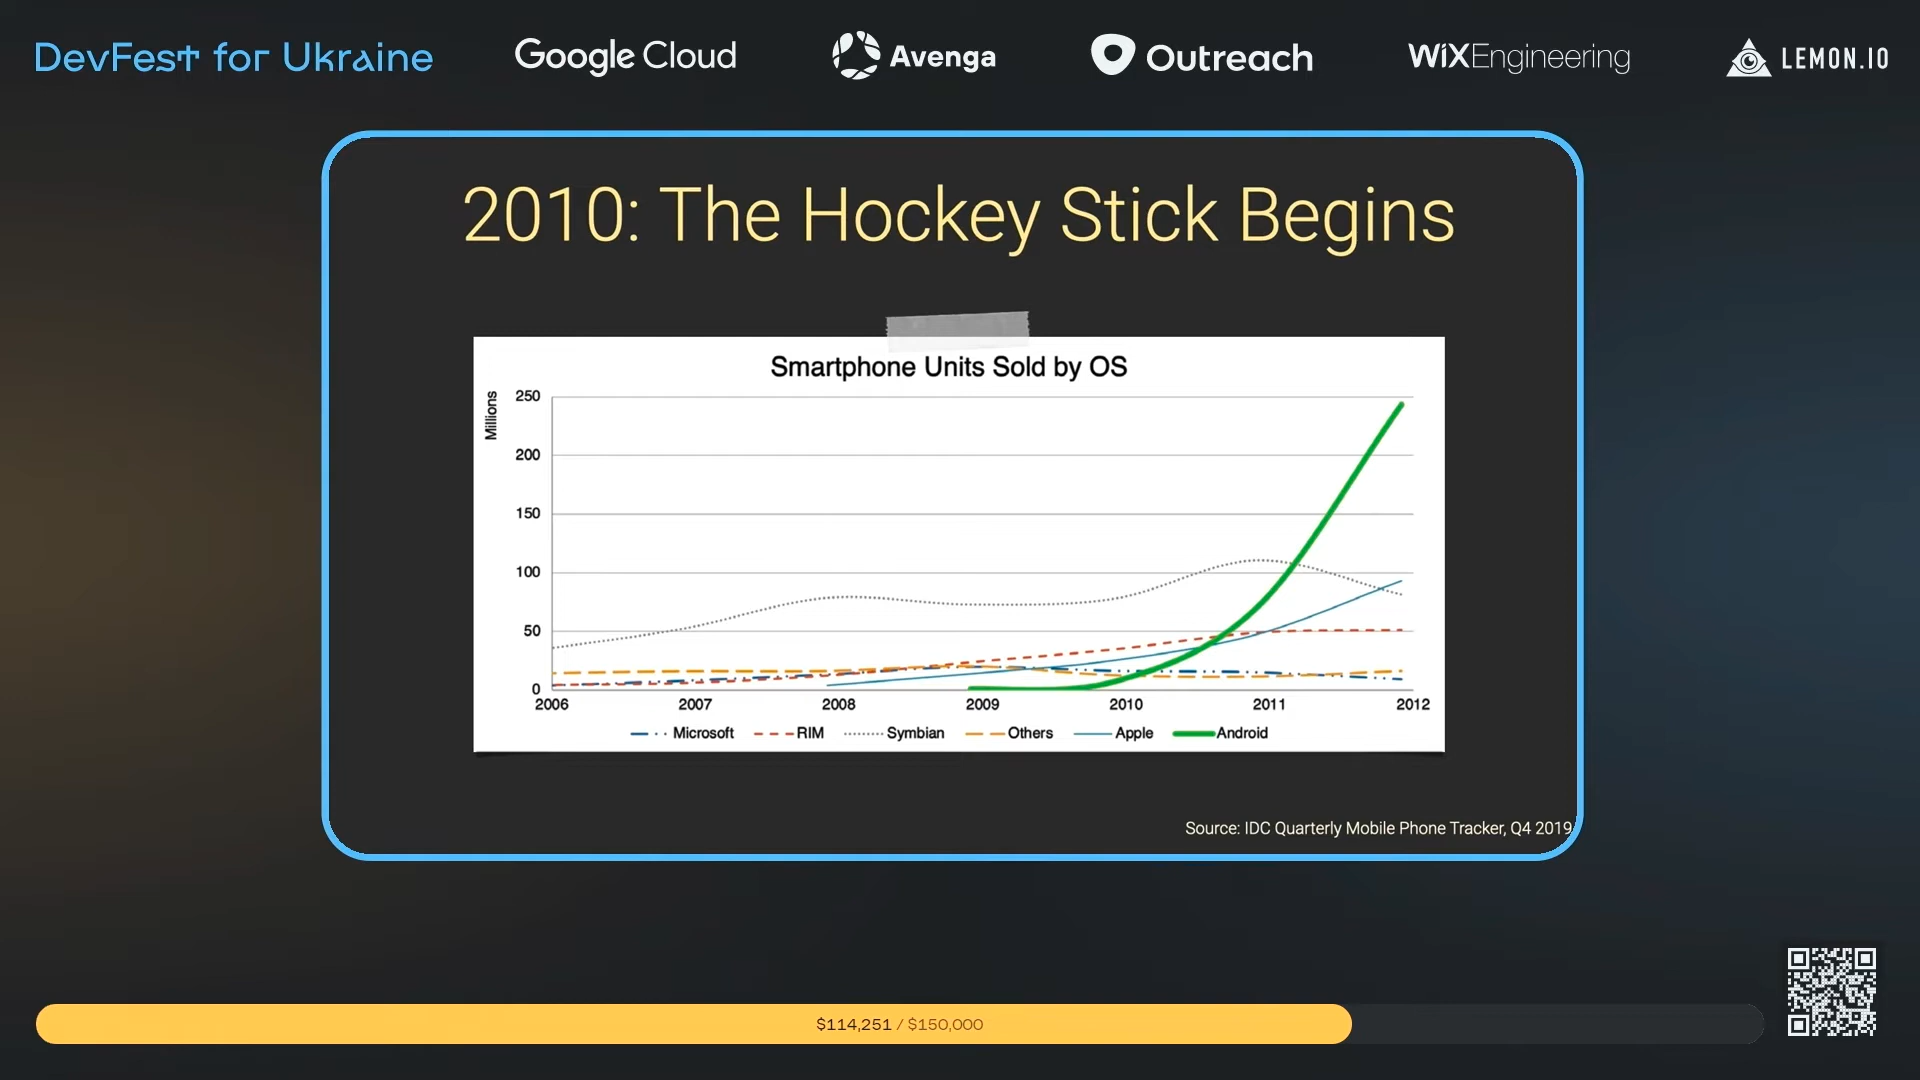 DevFest for Ukraine
Google Cloud
Avenga
Outreach
WiXEngineering
LEMON.IO
2010: The Hockey Stick Begins
Smartphone Units Sold by OS
Millions
250
200
150
100
50
0
2006 2007 2008 2009 2010 2011 2012
Microsoft RIM Symbian Others Apple Android
Source: IDC Quarterly Mobile Phone Tracker, Q4 2019
$114,251 / $150,000